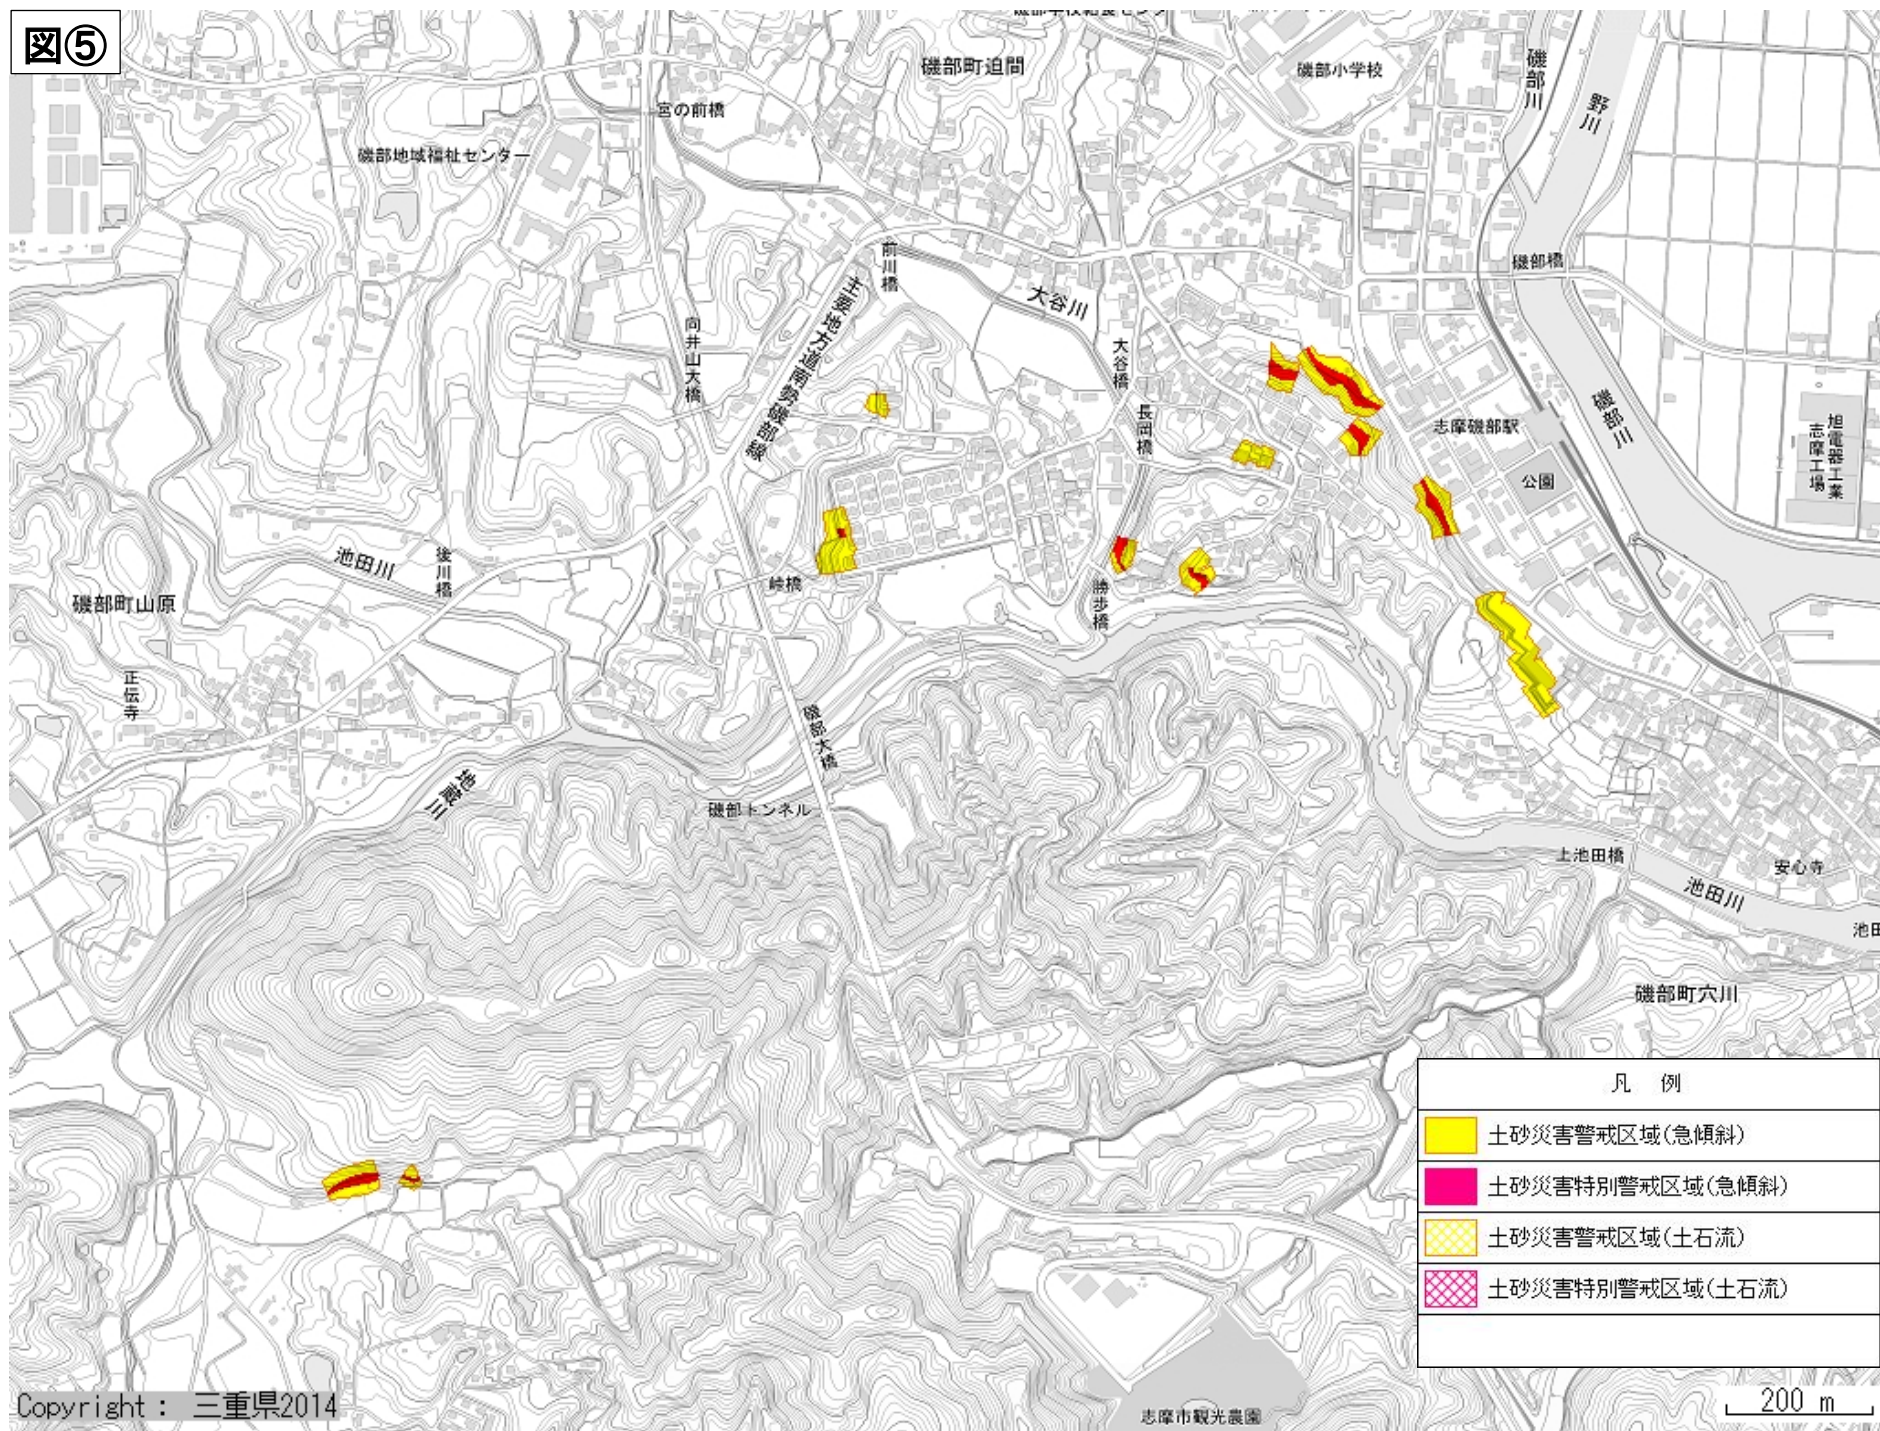 図⑤
磯部町迫間
磯部小学校
磯部川
野川
宮の前橋
磯部地域福祉センター
前川橋
磯部橋
主要地方道南勢磯部線
大谷川
向井山大橋
大谷橋
長岡橋
志摩磯部駅
磯部川
旭電器工業
志摩工場
公園
池田川
後川橋
峠橋
勝歩橋
磯部町山原
正伝寺
磯部大橋
地蔵川
磯部トンネル
上池田橋
安心寺
池田川
池田
磯部町穴川
凡 例
土砂災害警戒区域(急傾斜)
土砂災害特別警戒区域(急傾斜)
土砂災害警戒区域(土石流)
土砂災害特別警戒区域(土石流)
Copyright: 三重県2014
志摩市観光農園
200 m